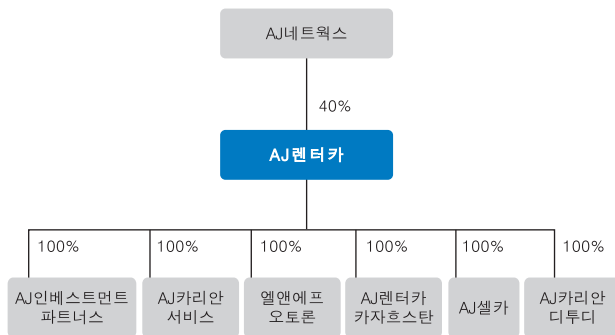 AJ네트웍스
40%
AJ렌터카
100%
100%
100%
100%
100%
100%
AJ인베스트먼트
파트너스
AJ카리안
서비스
엘앤에프
오토론
AJ렌터카
카자흐스탄
AJ셀카
AJ카리안
디투디